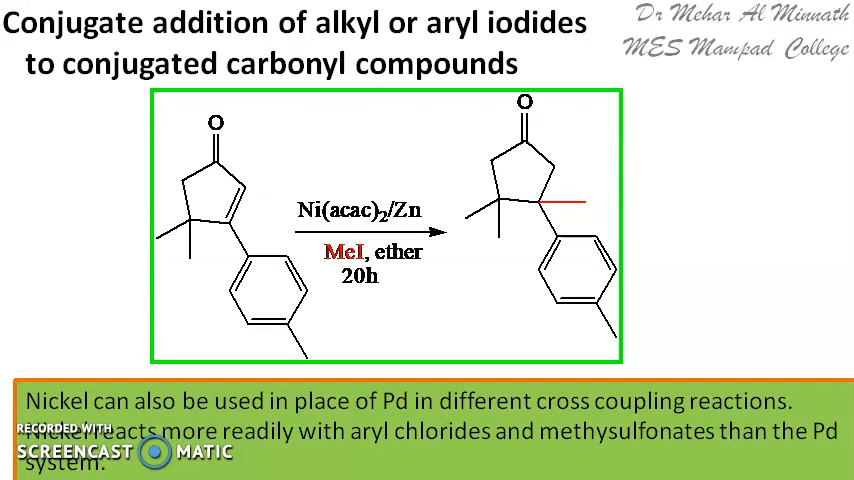 Conjugate addition of alkyl or aryl iodides
to conjugated carbonyl compounds
Dr Mehar Al Minnath
MES Mampad College
O
O
Ni(acac)2/Zn
MeI, ether
20h
Nickel can also be used in place of Pd in different cross coupling reactions.
Nickel reacts more readily with aryl chlorides and methysulfonates than the Pd
system.
RECORDED WITH
SCREENCAST MATIC